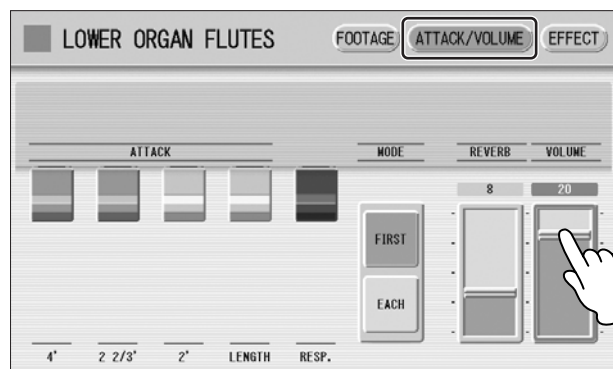 LOWER ORGAN FLUTES FOOTAGE ATTACK/VOLUME EFFECT
ATTACK MODE REVERB VOLUME
8 20
FIRST
EACH
4' 2 2/3' 2' LENGTH RESP.